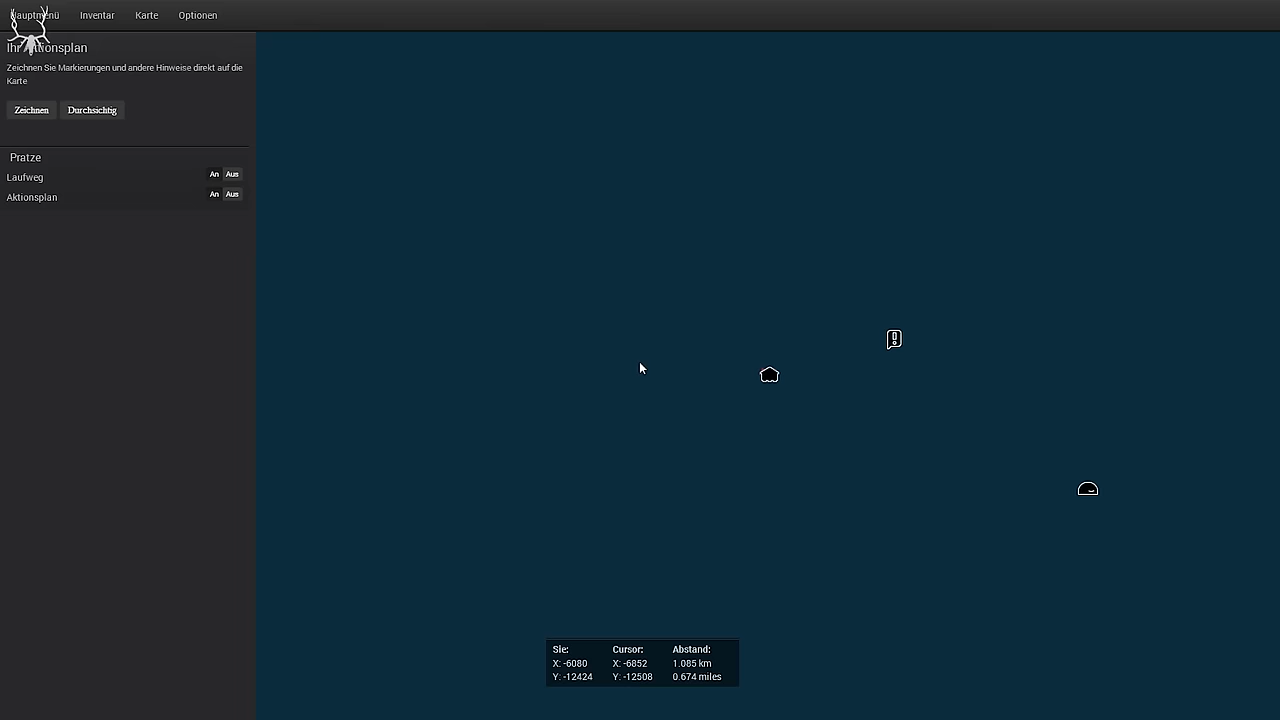 Hauptmenü Inventar Karte Optionen
Ihr Aktionsplan
Zeichnen Sie Markierungen und andere Hinweise direkt auf die
Karte
Zeichnen Durchsichtig
Pratze
Laufweg An Aus
Aktionsplan An Aus
Sie: Cursor: Abstand:
X: -6080 X: -6852 1.085 km
Y: -12424 Y: -12508 0.674 miles